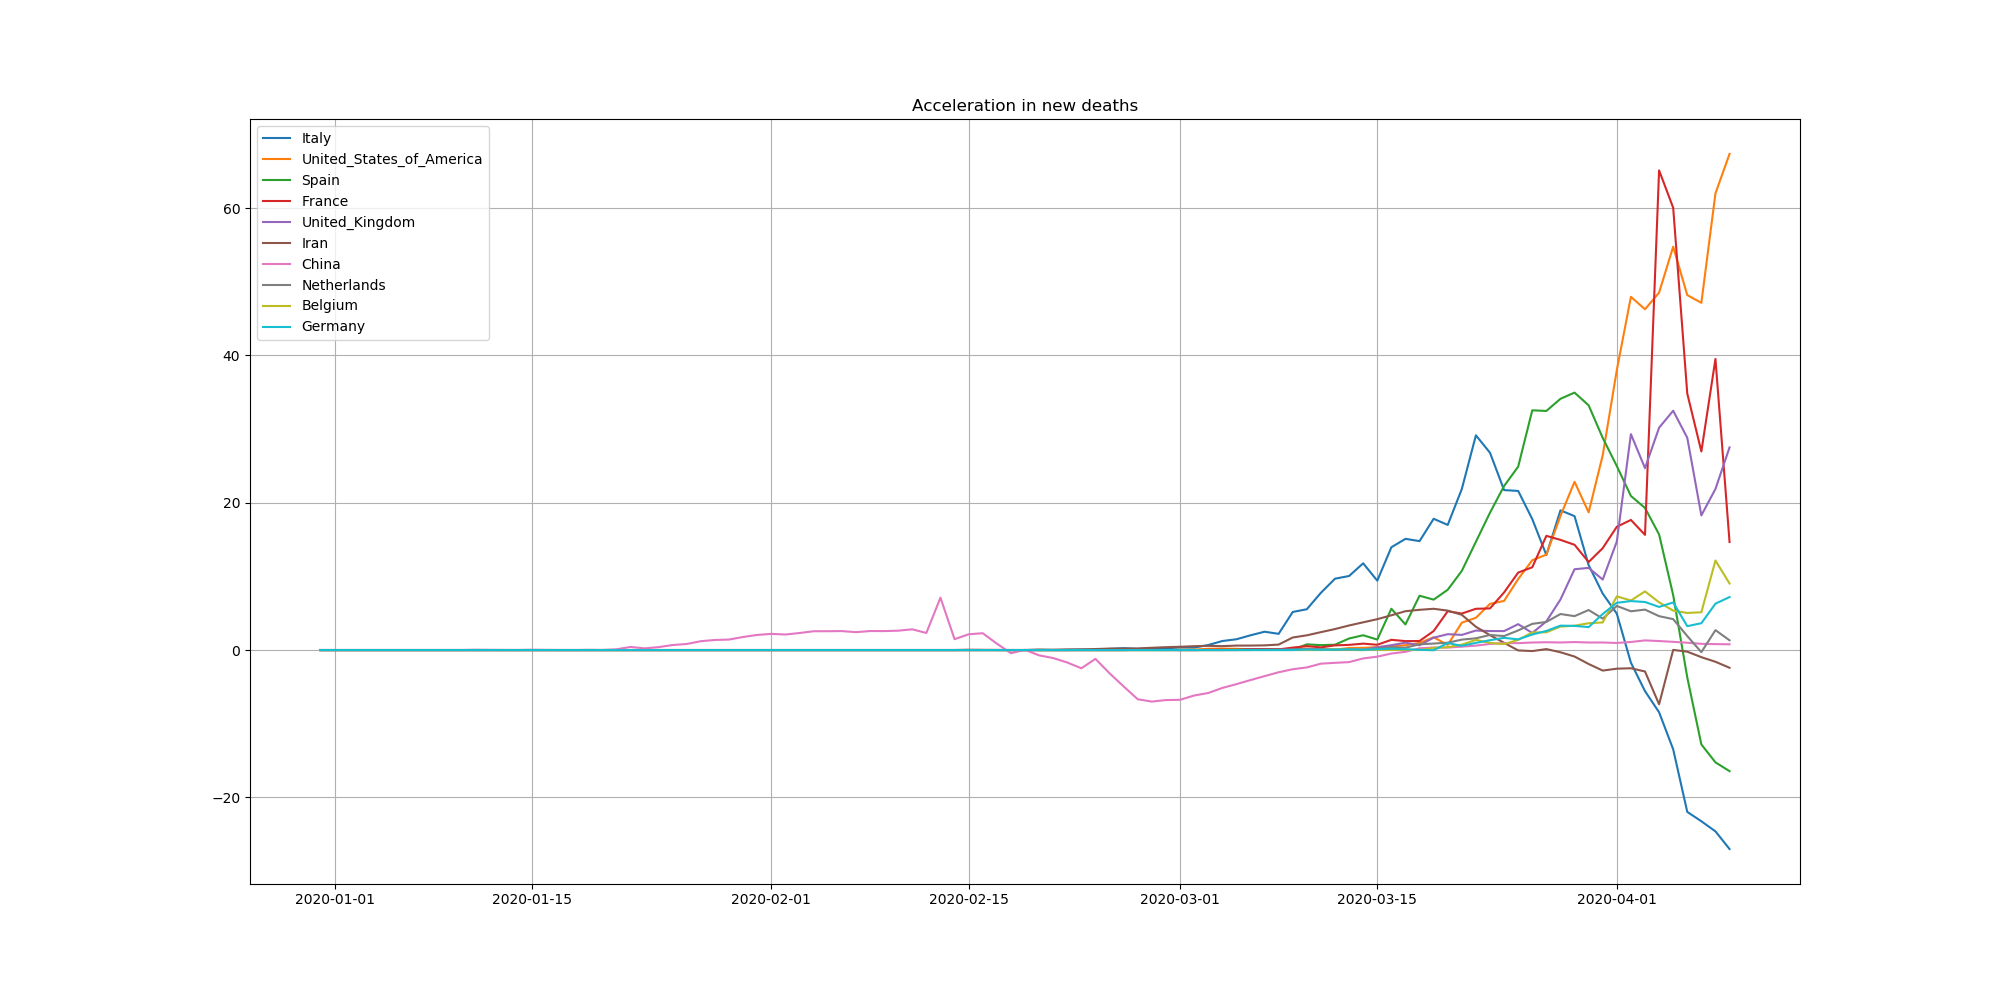 Acceleration in new deaths
Italy
United_States_of_America
Spain
France
United_Kingdom
Iran
China
Netherlands
Belgium
Germany
60
40
20
0
−20
2020-01-01
2020-01-15
2020-02-01
2020-02-15
2020-03-01
2020-03-15
2020-04-01